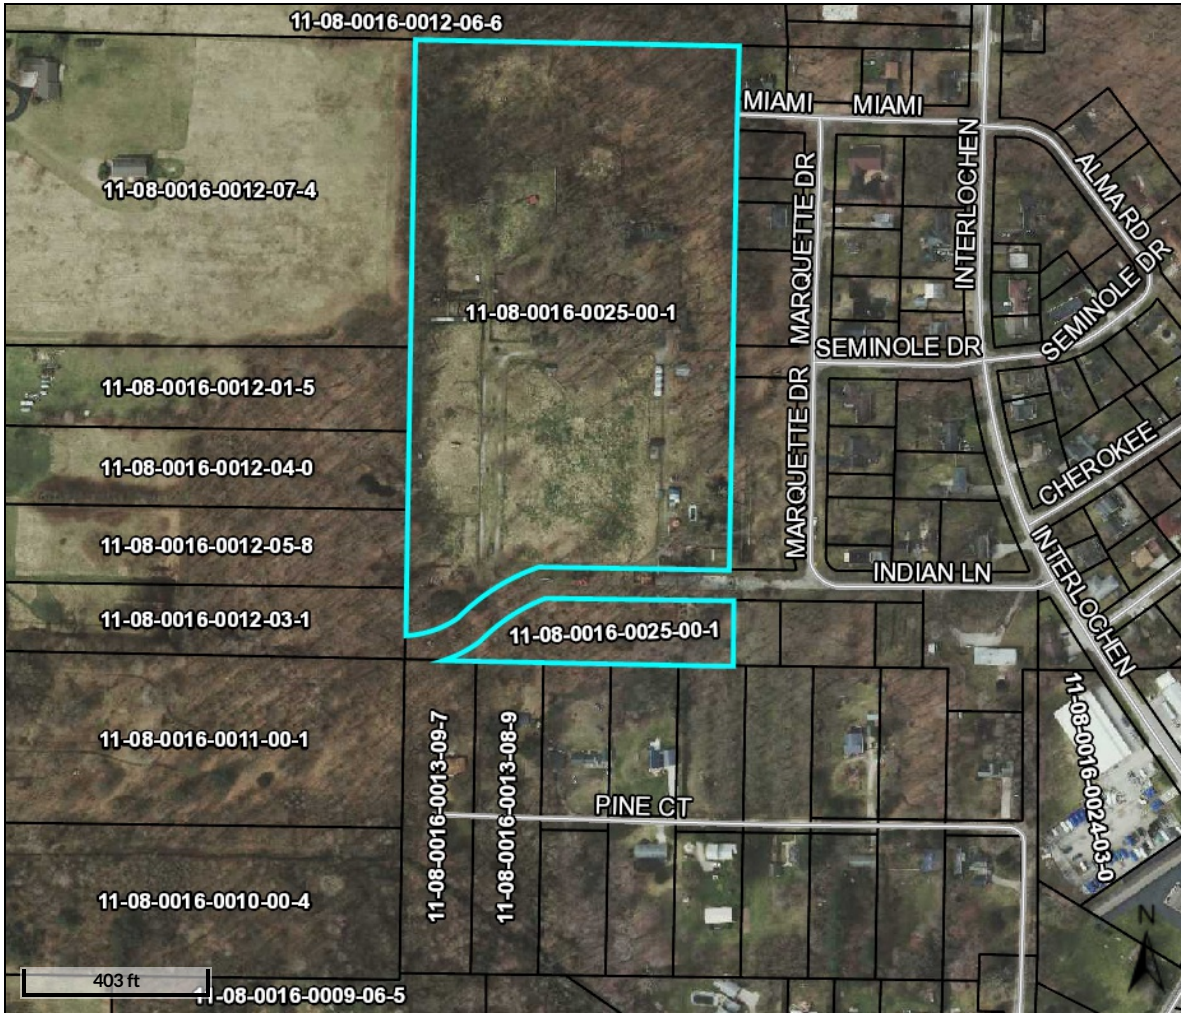 11-08-0016-0012-06-6
MIAMI
MIAMI
INTERLOCHEN
ALMA RD
11-08-0016-0012-07-4
MARQUETTE DR
SEMINOLE DR
11-08-0016-0025-00-1
SEMINOLE DR
11-08-0016-0012-01-5
MARQUETTE DR
CHEROKEE
11-08-0016-0012-04-0
11-08-0016-0012-05-8
INTERLOCHEN
INDIAN LN
11-08-0016-0012-03-1
11-08-0016-0025-00-1
11-08-0016-0011-00-1
11-08-0016-0013-09-7
11-08-0016-0013-08-9
11-08-0016-0024-03-0
PINE CT
11-08-0016-0010-00-4
N
403 ft
11-08-0016-0009-06-5